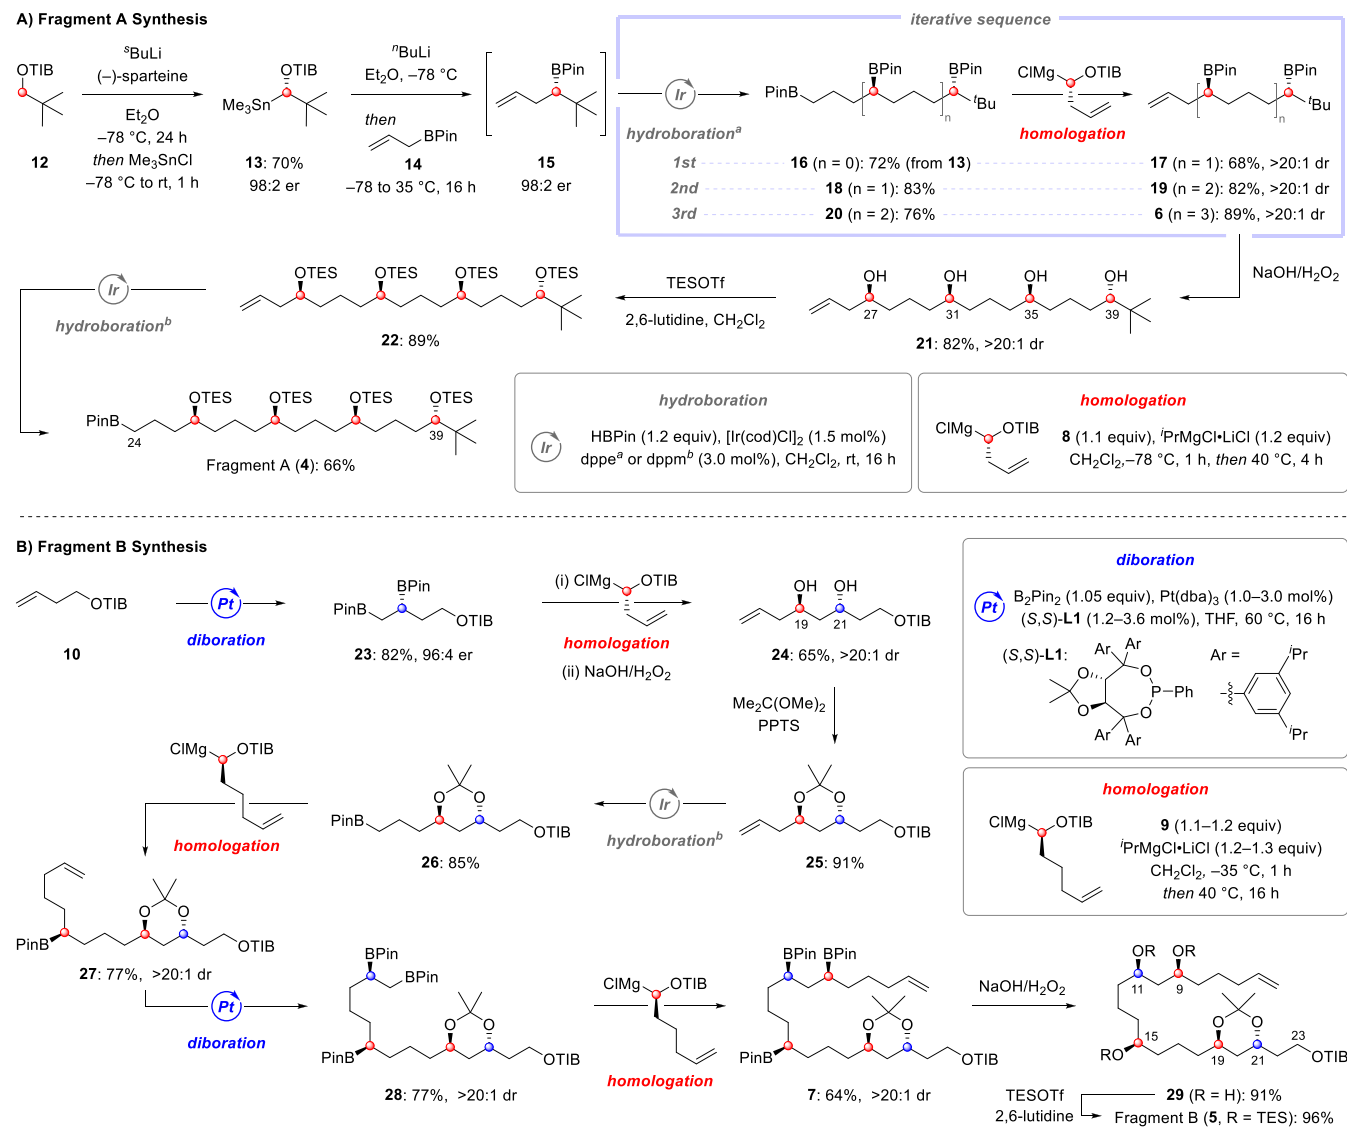 A) Fragment A Synthesis
iterative sequence
OTIB
12
sBuLi
(–)-sparteine
Et2O
–78 °C, 24 h
then Me3SnCl
–78 °C to rt, 1 h
OTIB
Me3Sn
13: 70%
98:2 er
nBuLi
Et2O, –78 °C
then
BPin
14
–78 to 35 °C, 16 h
BPin
15
98:2 er
Ir
hydroborationa
PinB
BPin
BPin
tBu
n
ClMg
OTIB
homologation
BPin
BPin
tBu
n
1st
16 (n = 0): 72% (from 13)
17 (n = 1): 68%, >20:1 dr
2nd
18 (n = 1): 83%
19 (n = 2): 82%, >20:1 dr
3rd
20 (n = 2): 76%
6 (n = 3): 89%, >20:1 dr
NaOH/H2O2
OH OH OH OH
27 31 35 39
21: 82%, >20:1 dr
TESOTf
2,6-lutidine, CH2Cl2
OTES OTES OTES OTES
22: 89%
Ir
hydroborationb
OTES OTES OTES OTES
PinB
24
39
Fragment A (4): 66%
hydroboration
Ir
HBPin (1.2 equiv), [Ir(cod)Cl]2 (1.5 mol%)
dppea or dppmb (3.0 mol%), CH2Cl2, rt, 16 h
homologation
ClMg
OTIB
8 (1.1 equiv), iPrMgCl•LiCl (1.2 equiv)
CH2Cl2,–78 °C, 1 h, then 40 °C, 4 h
B) Fragment B Synthesis
OTIB
10
Pt
diboration
BPin
PinB
OTIB
23: 82%, 96:4 er
(i) ClMg
OTIB
homologation
(ii) NaOH/H2O2
OH OH
19 21
OTIB
24: 65%, >20:1 dr
Me2C(OMe)2
PPTS
O O
OTIB
25: 91%
Ir
hydroborationb
O O
PinB
OTIB
26: 85%
ClMg
OTIB
homologation
O O
PinB
OTIB
27: 77%, >20:1 dr
Pt
diboration
BPin
BPin
O O
PinB
OTIB
28: 77%, >20:1 dr
ClMg
OTIB
homologation
BPin BPin
O O
PinB
OTIB
7: 64%, >20:1 dr
NaOH/H2O2
OR OR
11 9
15
RO
O O
19 21
23
OTIB
29 (R = H): 91%
TESOTf
2,6-lutidine
Fragment B (5, R = TES): 96%
diboration
Pt
B2Pin2 (1.05 equiv), Pt(dba)3 (1.0–3.0 mol%)
(S,S)-L1 (1.2–3.6 mol%), THF, 60 °C, 16 h
(S,S)-L1:
Ar Ar
O O
O O
P–Ph
Ar Ar
Ar =
iPr
iPr
homologation
ClMg
OTIB
9 (1.1–1.2 equiv)
iPrMgCl•LiCl (1.2–1.3 equiv)
CH2Cl2, –35 °C, 1 h
then 40 °C, 16 h